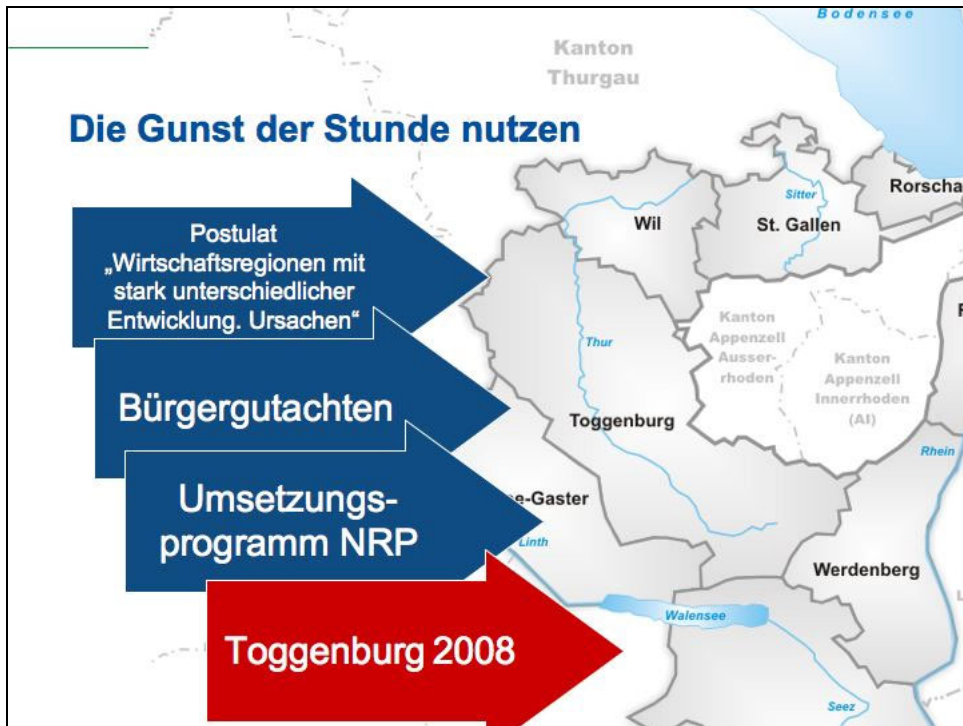 Die Gunst der Stunde nutzen
Postulat
„Wirtschaftsregionen mit
stark unterschiedlicher
Entwicklung. Ursachen“
Bürgergutachten
Umsetzungs-
programm NRP
Toggenburg 2008
Bodensee
Kanton
Thurgau
Wil
Sitter
St. Gallen
Rorscha
Thur
Kanton
Appenzell
Ausser-
rhoden
Kanton
Appenzell
Innerrhoden
(AI)
Toggenburg
Rhein
e-Gaster
Linth
Werdenberg
Walensee
Seez